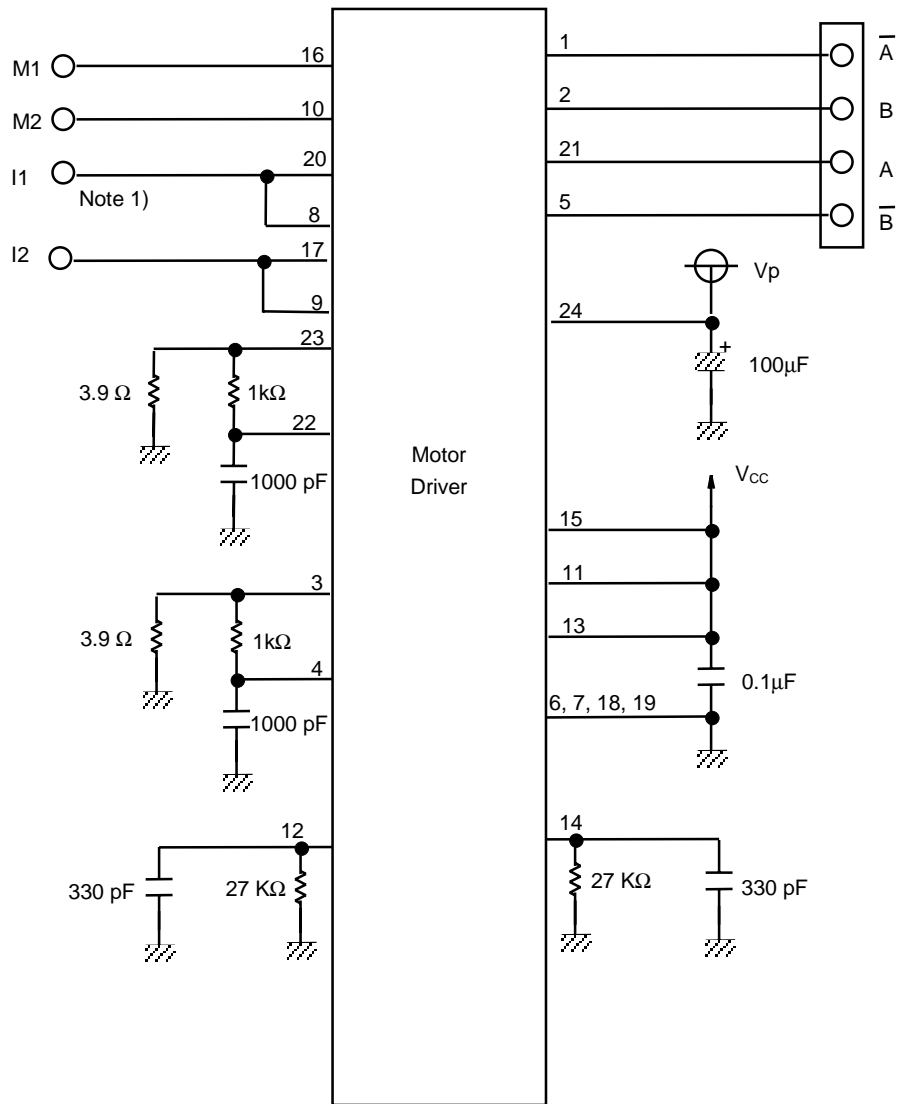 M1
16
M2
10
I1
Note 1)
20
8
I2
17
9
23
3.9 Ω
1kΩ
22
1000 pF
3
3.9 Ω
1kΩ
4
1000 pF
12
330 pF
27 KΩ
Motor
Driver
1
A̅
2
B
21
A
5
B̅
Vp
24
+
100μF
VCC
15
11
13
0.1μF
6, 7, 18, 19
14
27 KΩ
330 pF